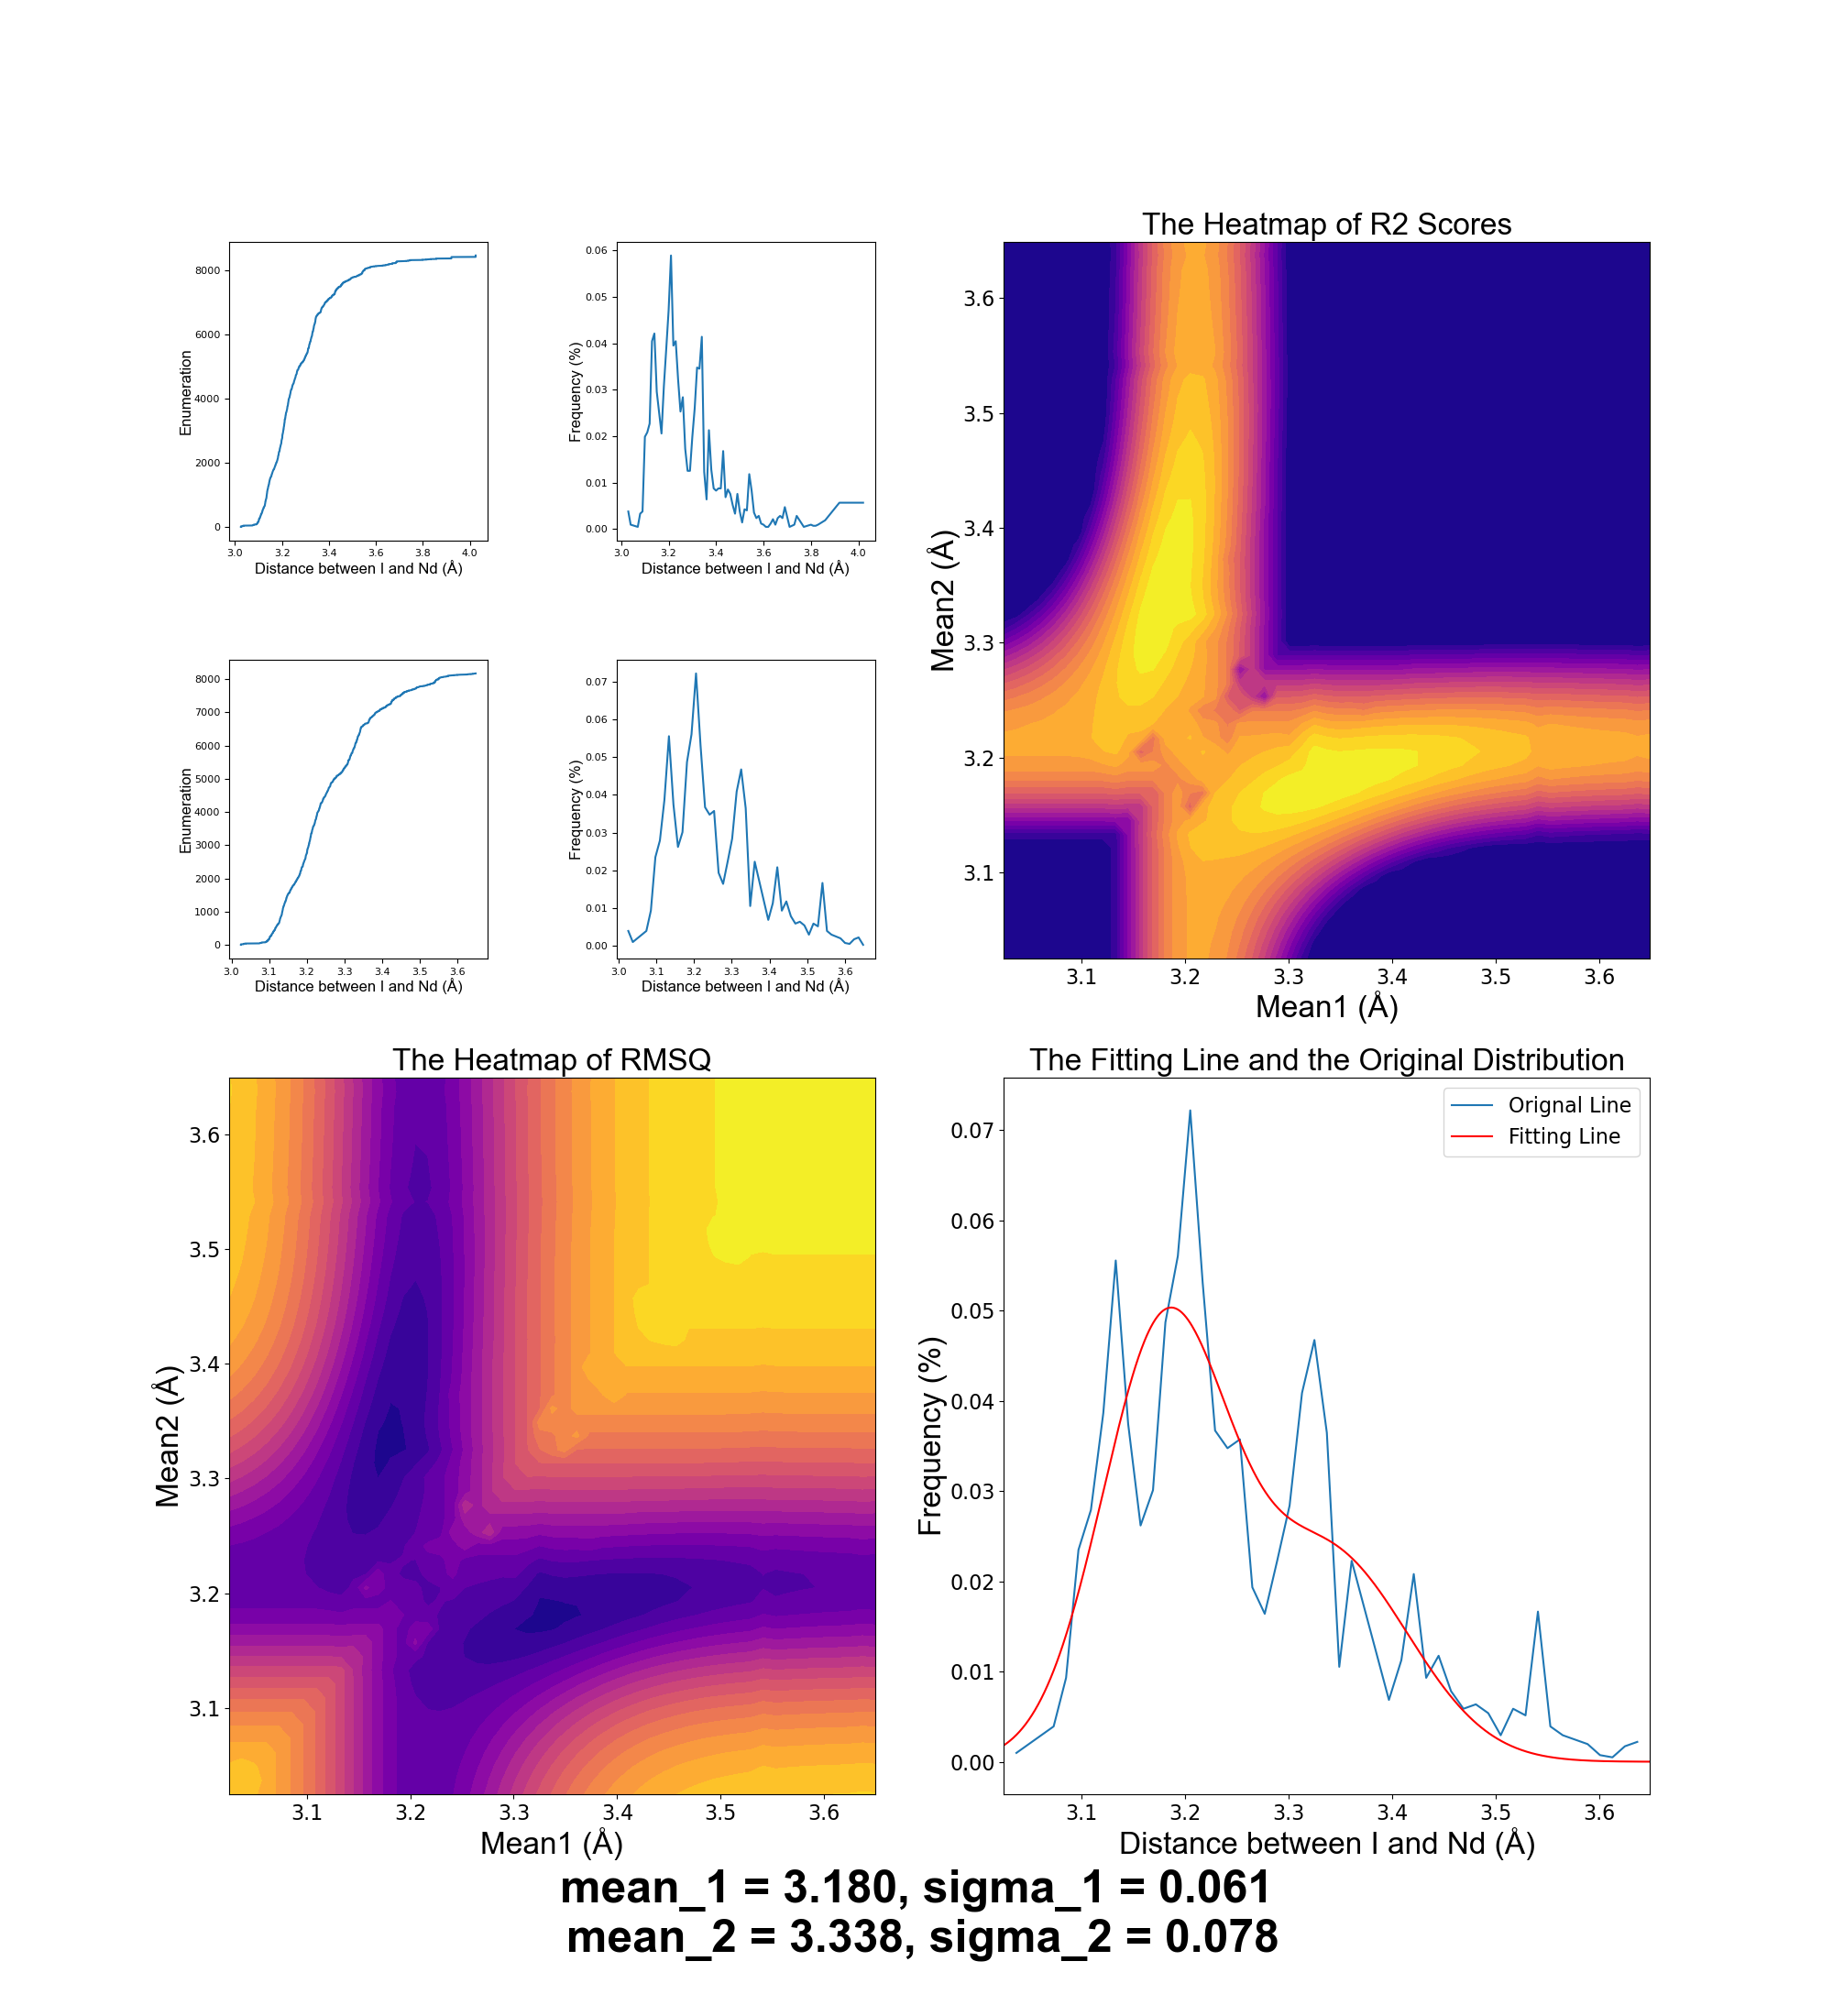 The Heatmap of R2 Scores
8000
6000
4000
2000
0
Enumeration
3.0 3.2 3.4 3.6 3.8 4.0
Distance between I and Nd (Å)
0.06
0.05
0.04
0.03
0.02
0.01
0.00
Frequency (%)
3.0 3.2 3.4 3.6 3.8 4.0
Distance between I and Nd (Å)
3.6
3.5
3.4
3.3
3.2
3.1
Mean2 (Å)
3.1 3.2 3.3 3.4 3.5 3.6
Mean1 (Å)
8000
7000
6000
5000
4000
3000
2000
1000
0
Enumeration
3.0 3.1 3.2 3.3 3.4 3.5 3.6
Distance between I and Nd (Å)
0.07
0.06
0.05
0.04
0.03
0.02
0.01
0.00
Frequency (%)
3.0 3.1 3.2 3.3 3.4 3.5 3.6
Distance between I and Nd (Å)
The Heatmap of RMSQ
3.6
3.5
3.4
3.3
3.2
3.1
Mean2 (Å)
3.1 3.2 3.3 3.4 3.5 3.6
Mean1 (Å)
The Fitting Line and the Original Distribution
Orignal Line
Fitting Line
0.07
0.06
0.05
0.04
0.03
0.02
0.01
0.00
Frequency (%)
3.1 3.2 3.3 3.4 3.5 3.6
Distance between I and Nd (Å)
mean_1 = 3.180, sigma_1 = 0.061
mean_2 = 3.338, sigma_2 = 0.078